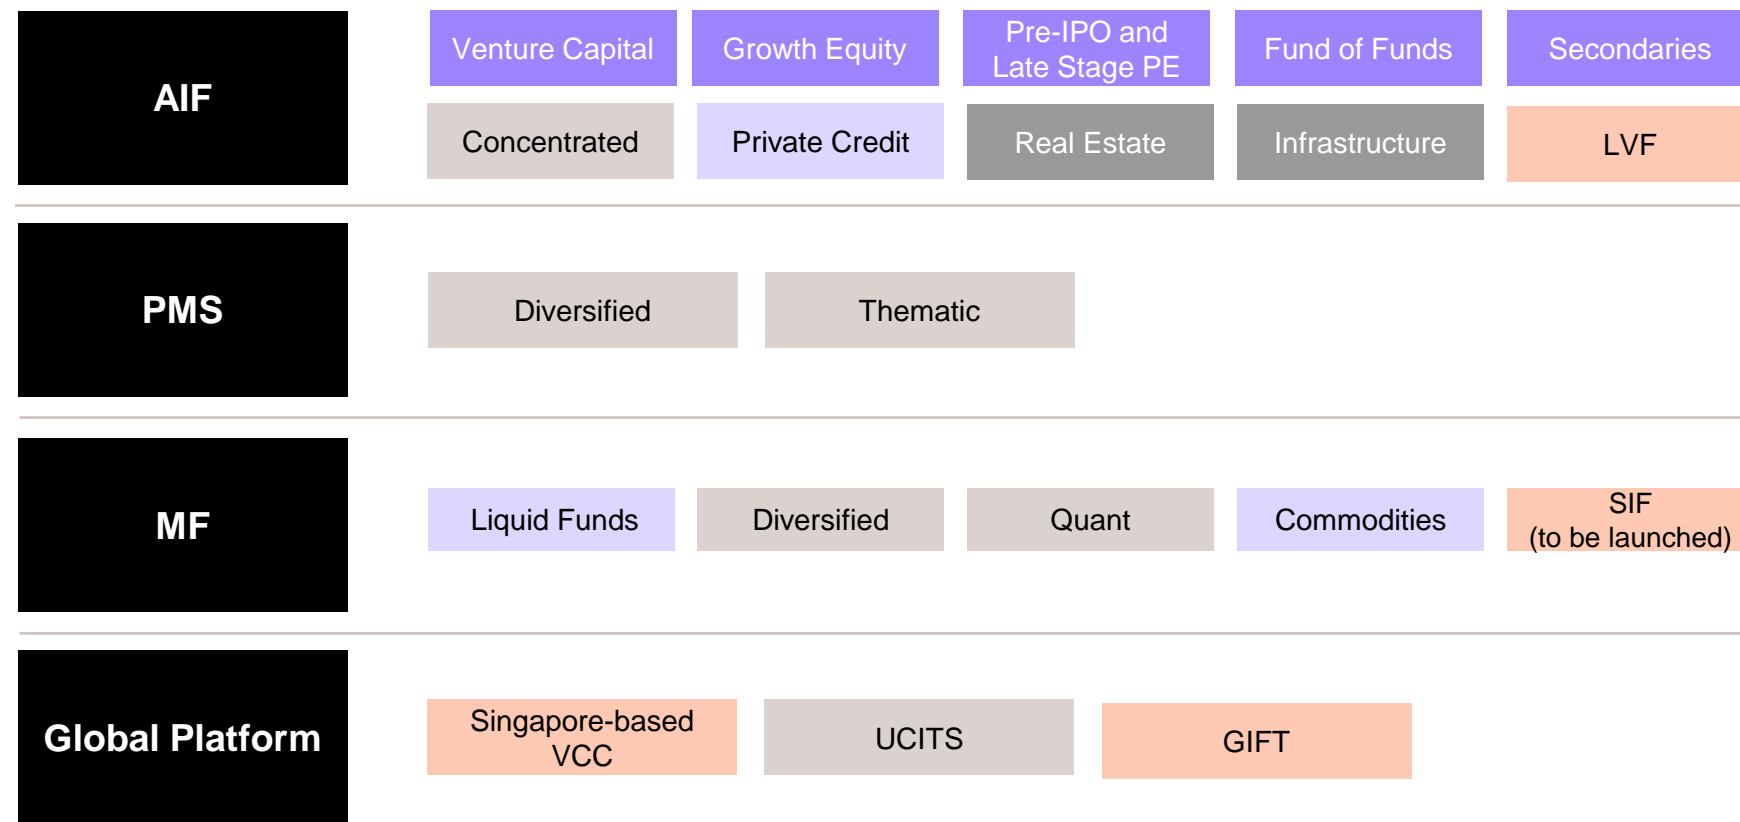 AIF
Venture Capital
Growth Equity
Pre-IPO and
Late Stage PE
Fund of Funds
Secondaries
Concentrated
Private Credit
Real Estate
Infrastructure
LVF
PMS
Diversified
Thematic
MF
Liquid Funds
Diversified
Quant
Commodities
SIF
(to be launched)
Global Platform
Singapore-based
VCC
UCITS
GIFT